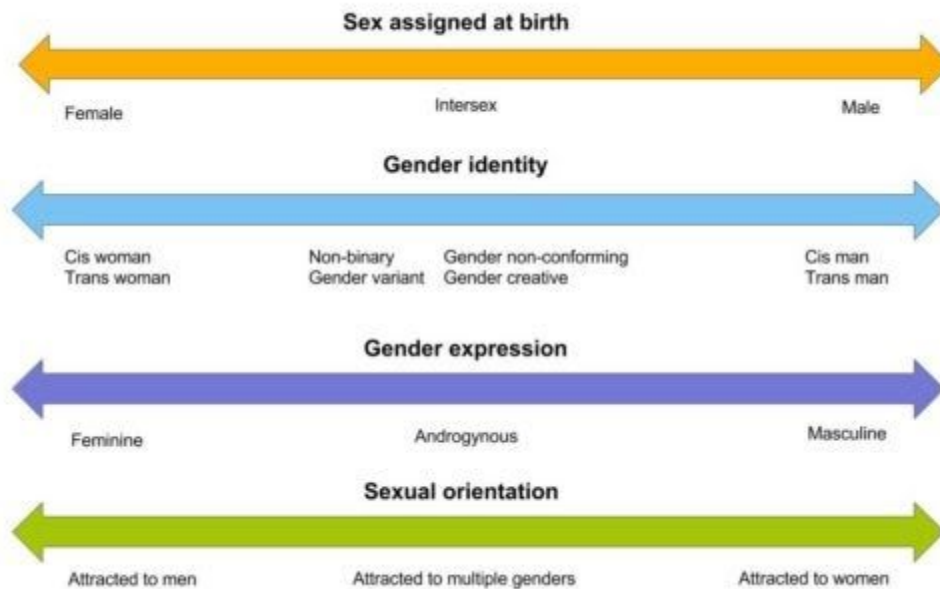 Sex assigned at birth
Female Intersex Male
Gender identity
Cis woman Non-binary Gender non-conforming Cis man
Trans woman Gender variant Gender creative Trans man
Gender expression
Feminine Androgynous Masculine
Sexual orientation
Attracted to men Attracted to multiple genders Attracted to women